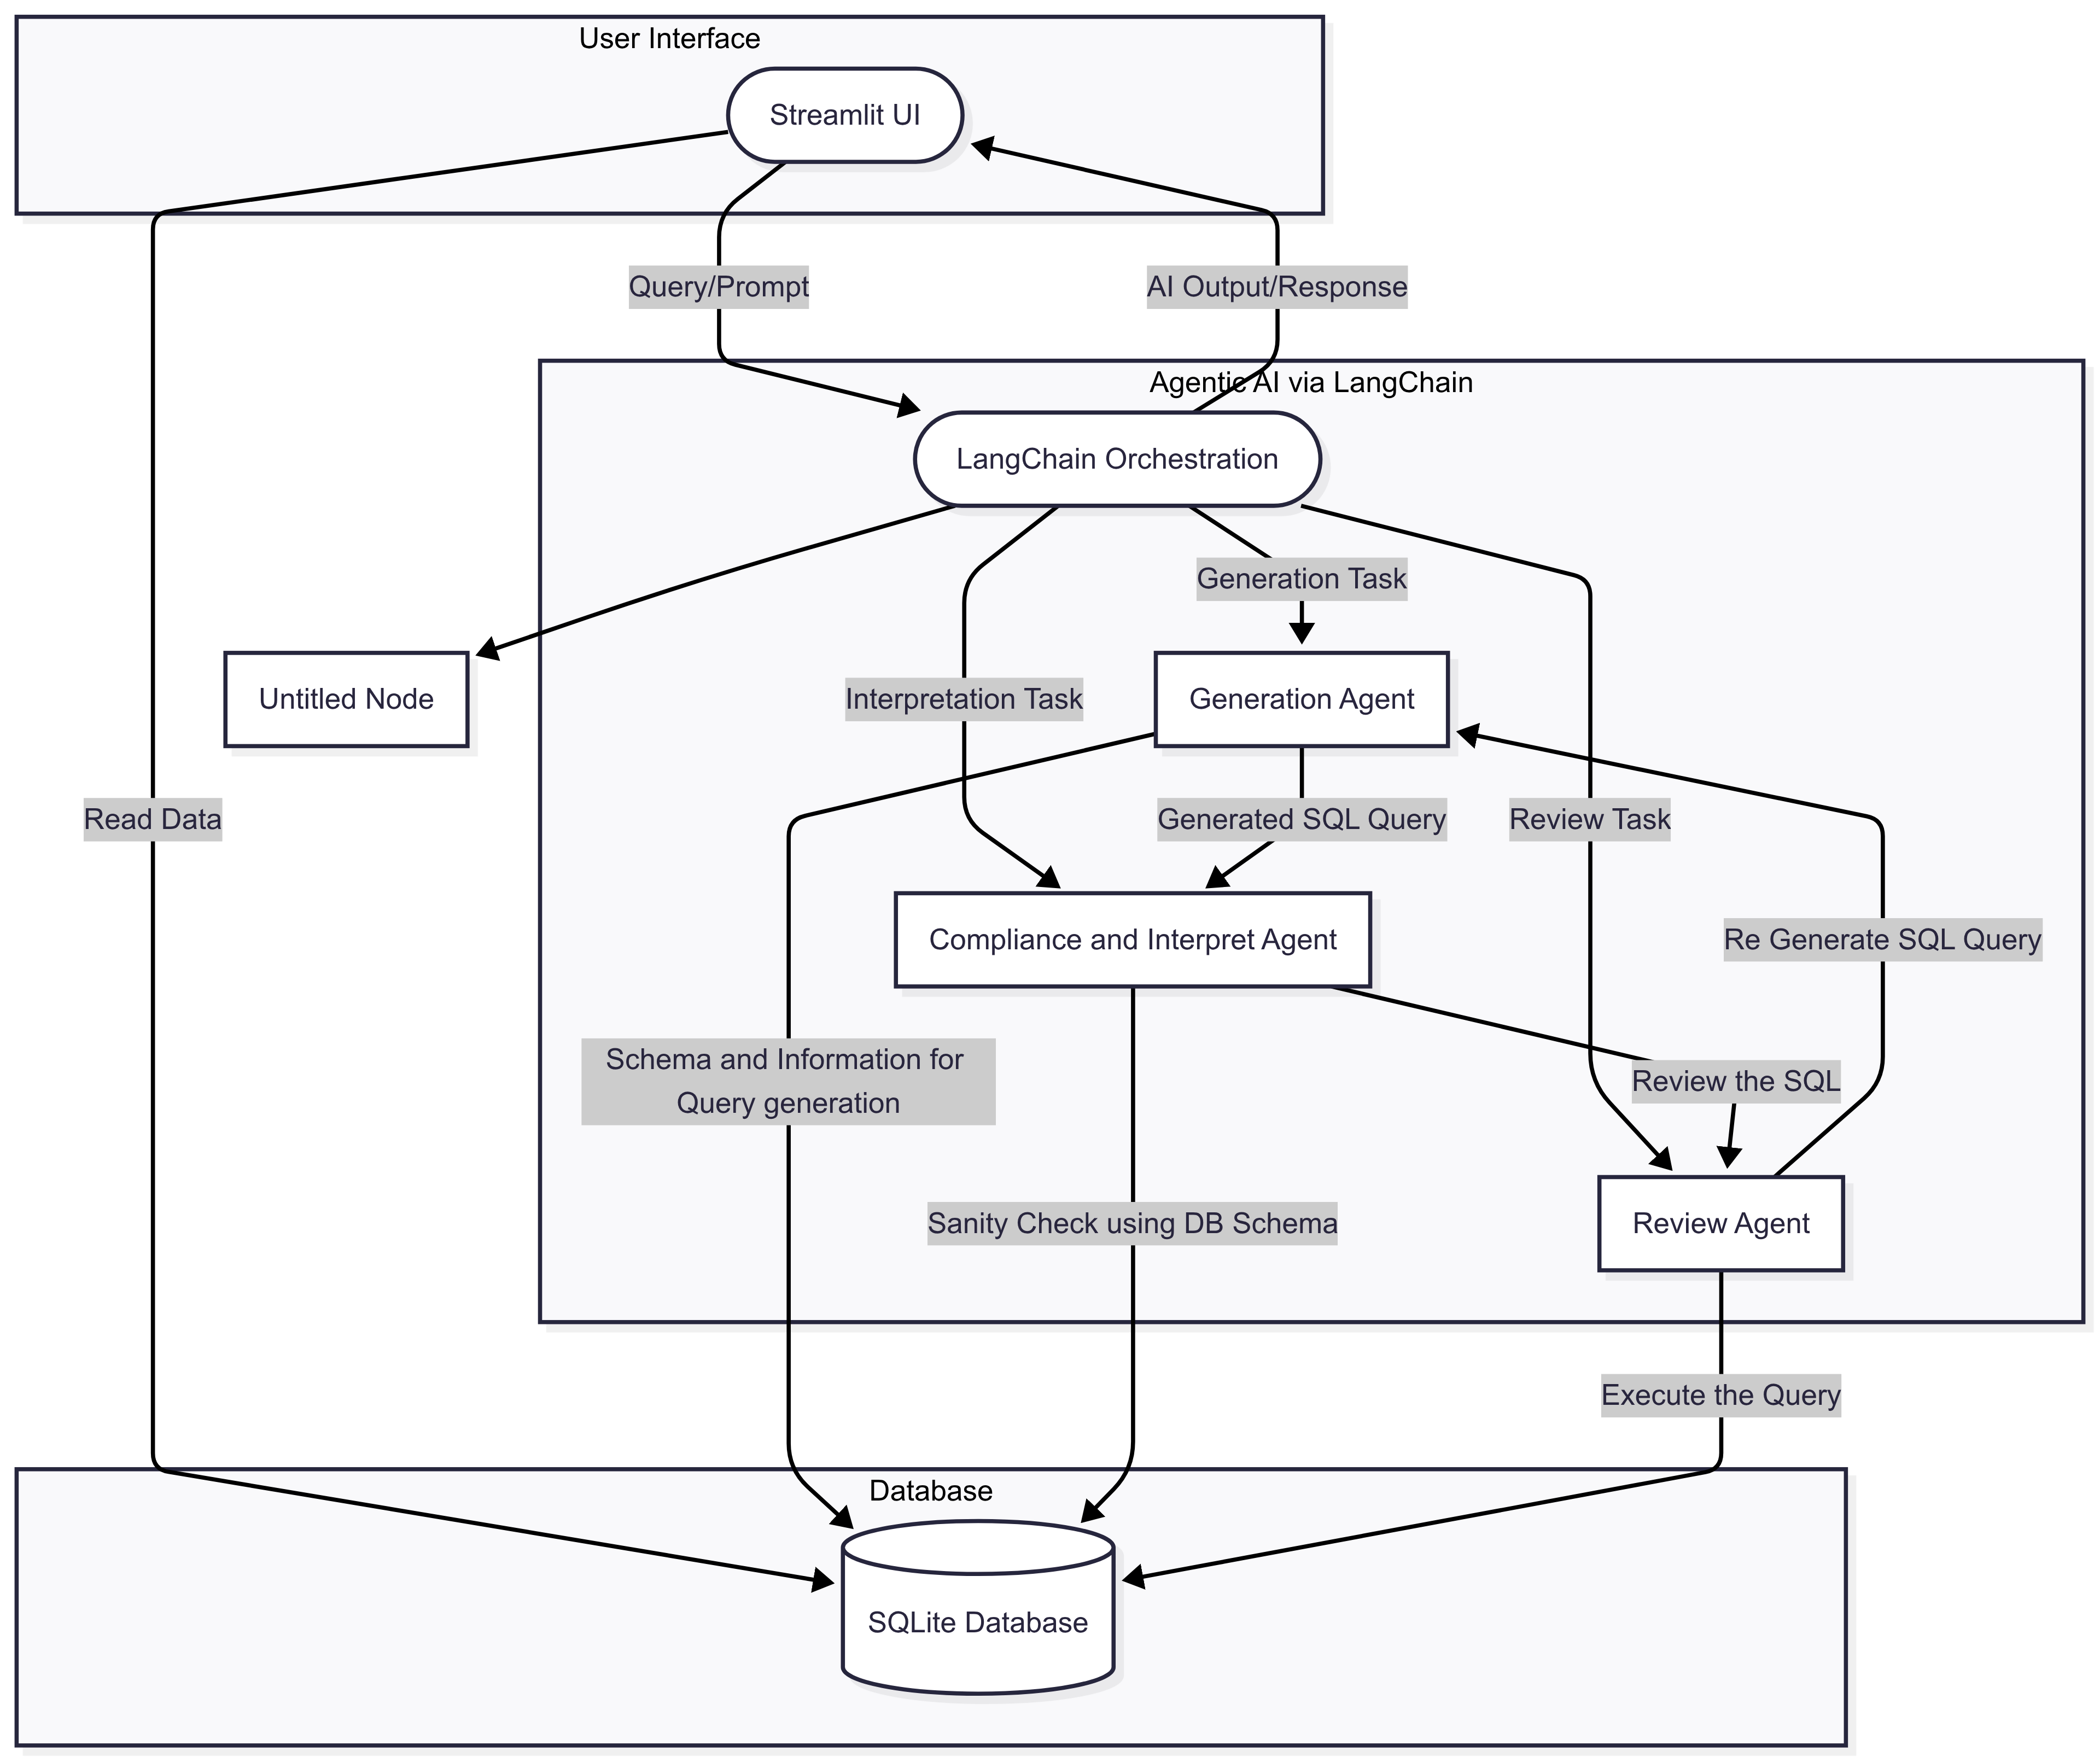 User Interface
Streamlit UI
Query/Prompt
AI Output/Response
Agentic AI via LangChain
LangChain Orchestration
Generation Task
Untitled Node
Interpretation Task
Generation Agent
Read Data
Generated SQL Query
Review Task
Compliance and Interpret Agent
Re Generate SQL Query
Schema and Information for
Query generation
Review the SQL
Sanity Check using DB Schema
Review Agent
Execute the Query
Database
SQLite Database